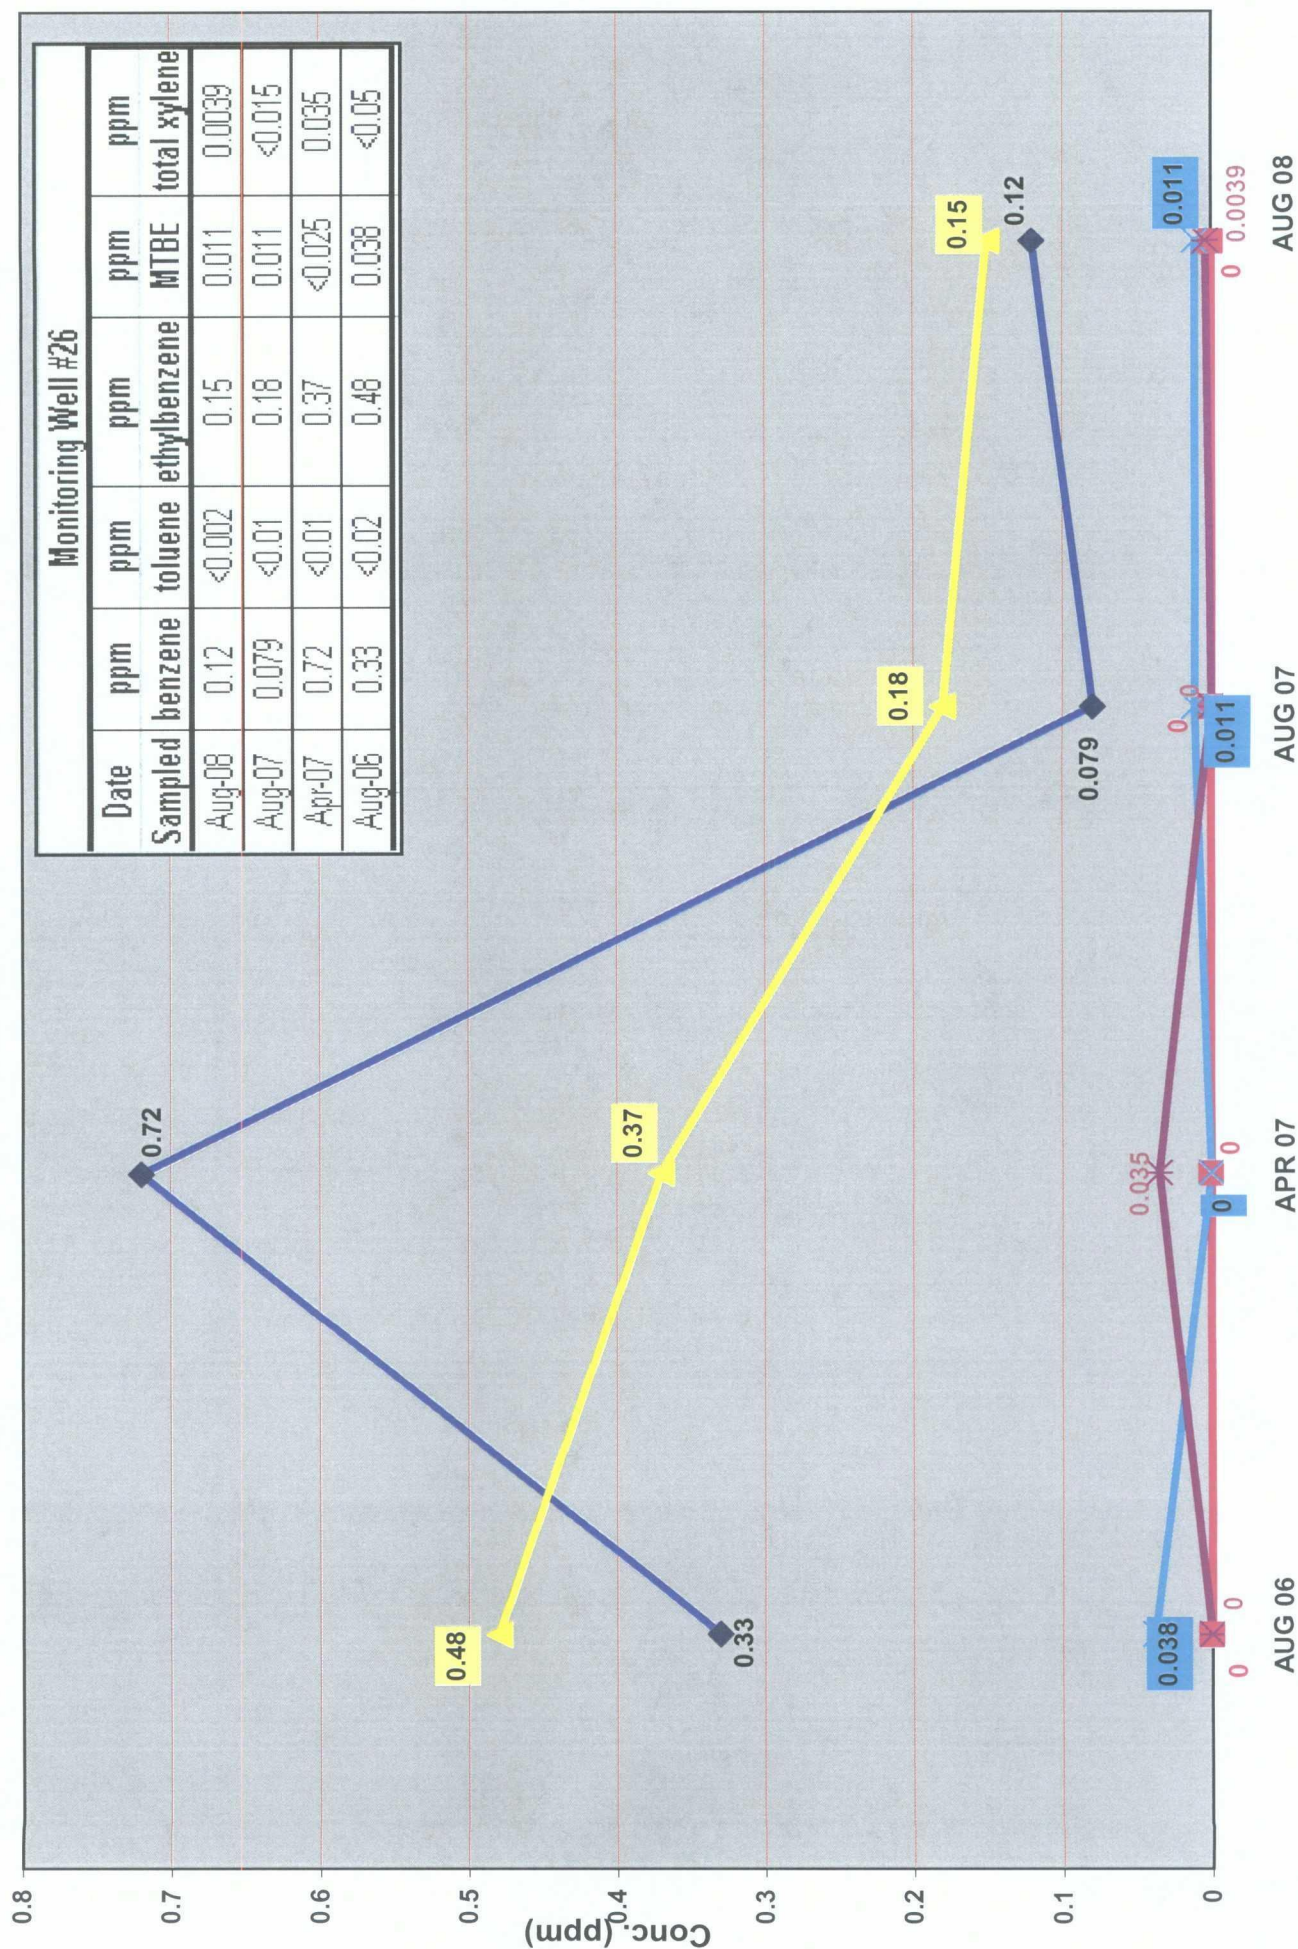 Monitoring Well #26
Date ppm ppm ppm ppm ppm
Sampled benzene toluene ethylbenzene MTBE total xylene
Aug-08 0.12 <0.002 0.15 0.011 0.0039
Aug-07 0.079 <0.01 0.18 0.011 <0.015
Apr-07 0.72 <0.01 0.37 <0.025 0.035
Aug-06 0.33 <0.02 0.48 0.038 <0.05
0.8
0.7
0.6
0.5
0.4
0.3
0.2
0.1
0
Conc. (ppm)
0.48
0.33
0.038
0
0
0.72
0.37
0.035
0
0
0.18
0.079
0
0
0.011
0.15
0.12
0.011
0
0.0039
AUG 06
APR 07
AUG 07
AUG 08